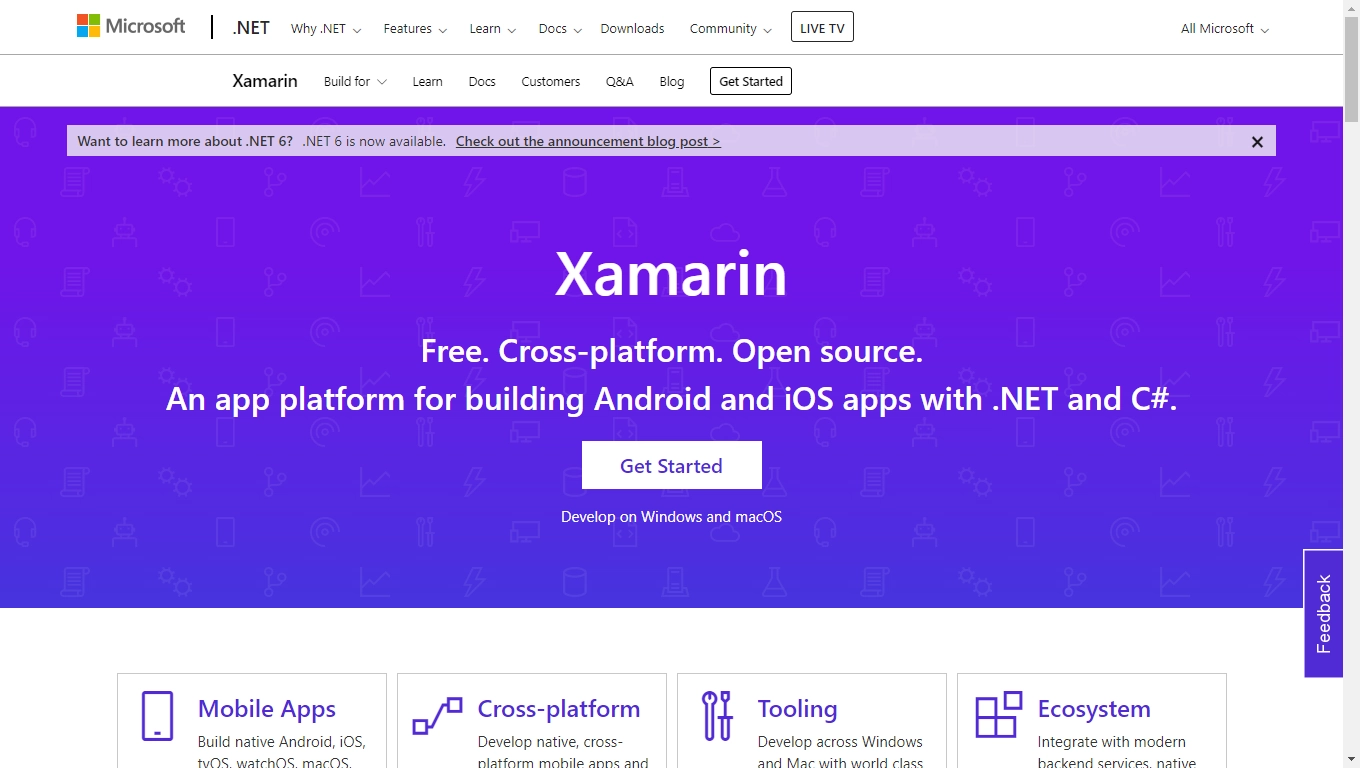 Microsoft
.NET
Why .NET
Features
Learn
Docs
Downloads
Community
LIVE TV
All Microsoft
Xamarin
Build for
Learn
Docs
Customers
Q&A
Blog
Get Started
Want to learn more about .NET 6? .NET 6 is now available. Check out the announcement blog post >
Xamarin
Free. Cross-platform. Open source.
An app platform for building Android and iOS apps with .NET and C#.
Get Started
Develop on Windows and macOS
Feedback
Mobile Apps
Build native Android, iOS,
tvOS, watchOS, macOS,
Cross-platform
Develop native, cross-
platform mobile apps and
Tooling
Develop across Windows
and Mac with world class
Ecosystem
Integrate with modern
backend services, native